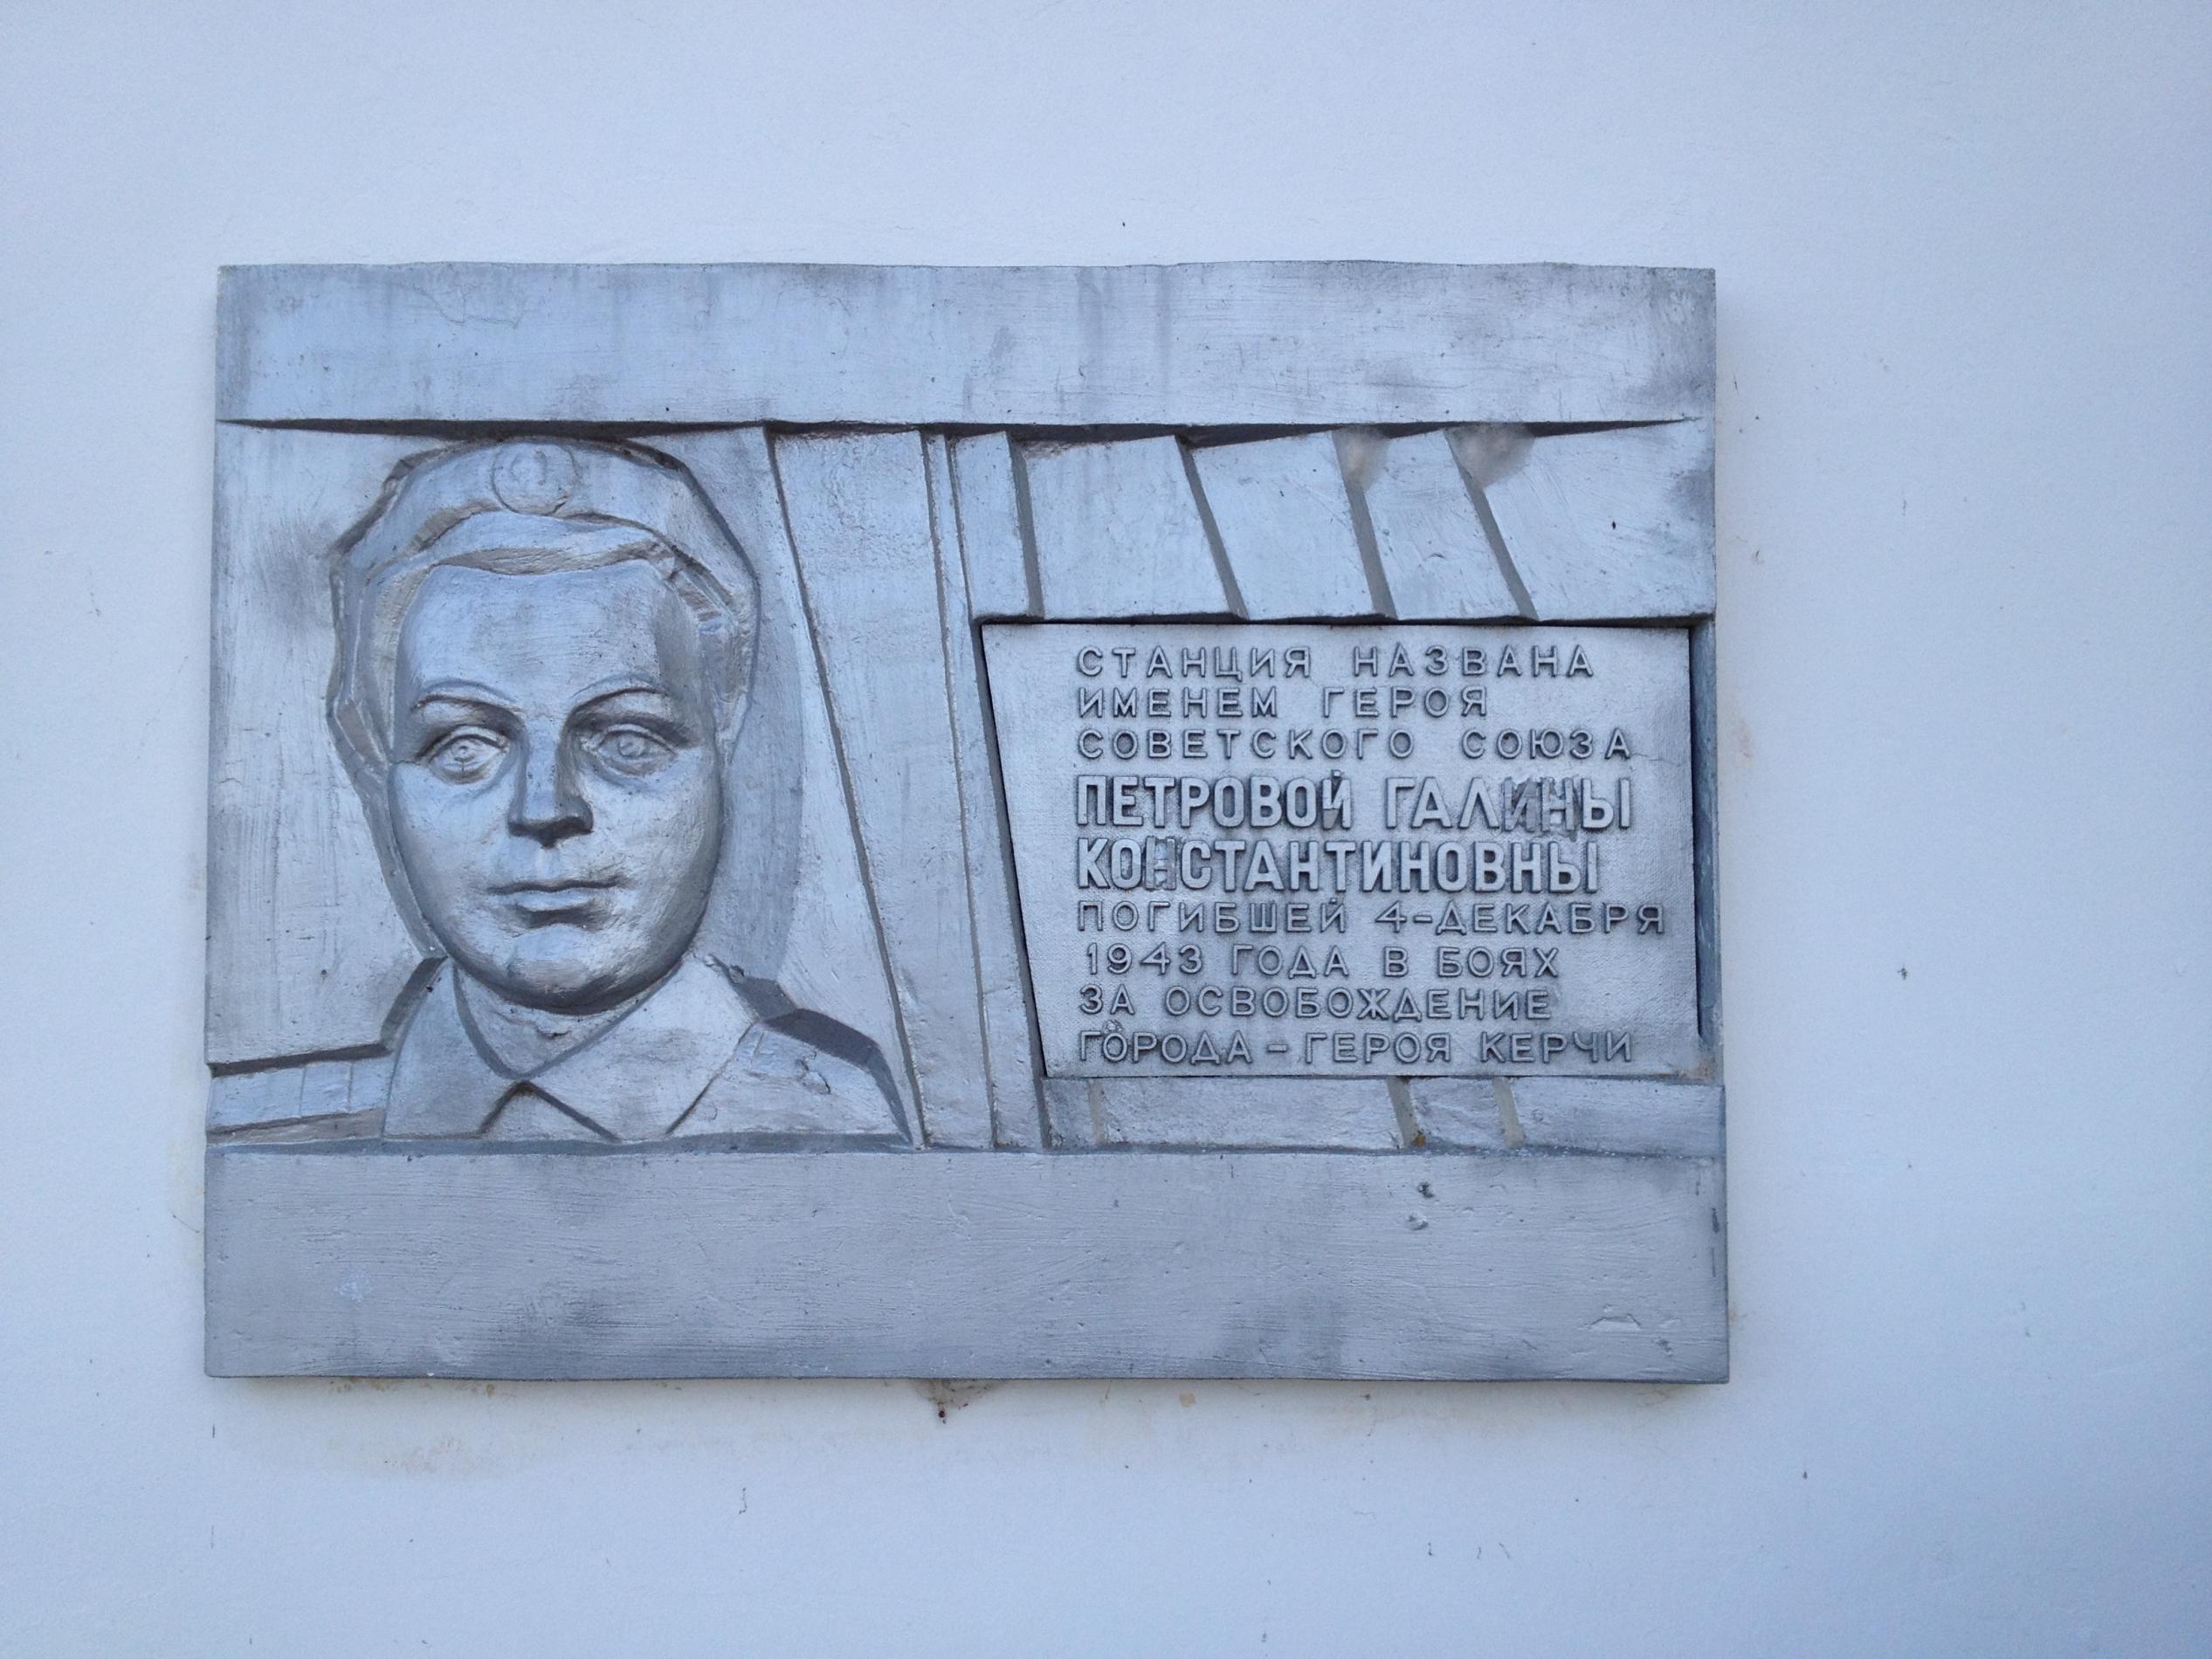 СТАНЦИЯ НАЗВАНА
ИМЕНЕМ ГЕРОЯ
СОВЕТСКОГО СОЮЗА
ПЕТРОВОЙ ГАЛИНЫ
КОНСТАНТИНОВНЫ
ПОГИБШЕЙ 4-ДЕКАБРЯ
1943 ГОДА В БОЯХ
ЗА ОСВОБОЖДЕНИЕ
ГОРОДА-ГЕРОЯ КЕРЧИ